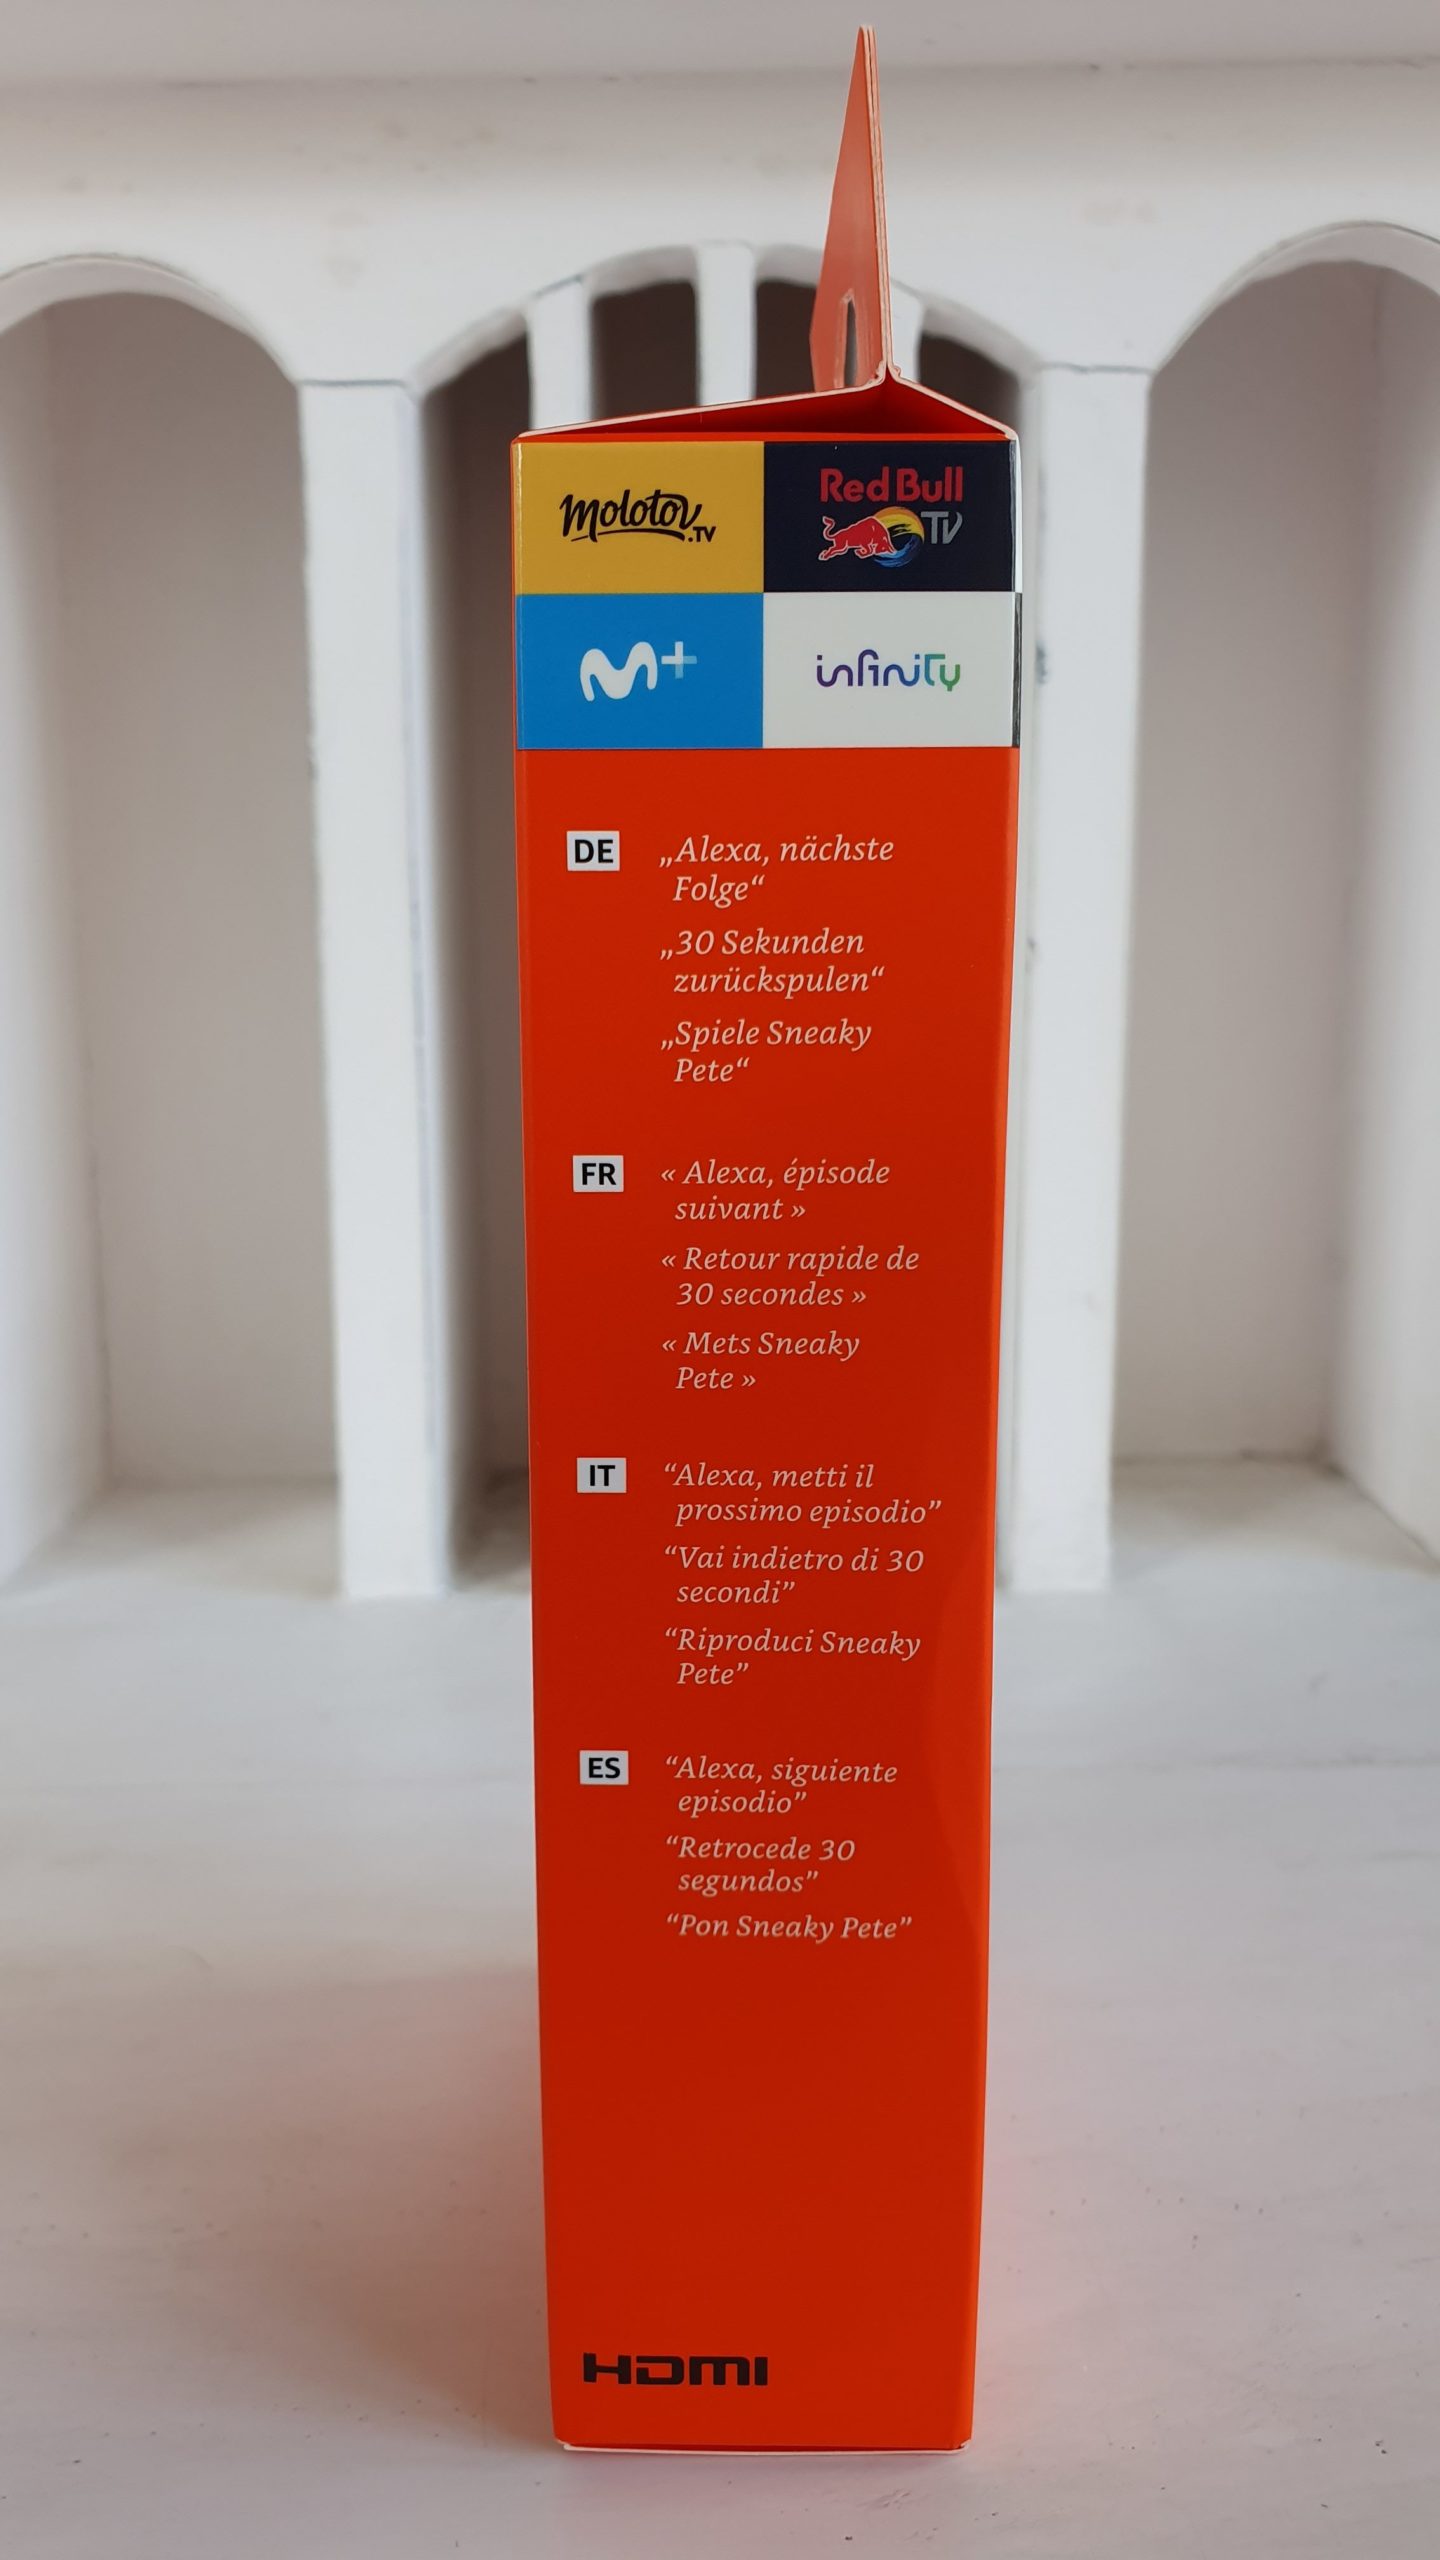 molotov.TV
Red Bull
TV
M+
infinity
DE
„Alexa, nächste
Folge“
„30 Sekunden
zurückspulen“
„Spiele Sneaky
Pete“
FR
« Alexa, épisode
suivant »
« Retour rapide de
30 secondes »
« Mets Sneaky
Pete »
IT
“Alexa, metti il
prossimo episodio”
“Vai indietro di 30
secondi”
“Riproduci Sneaky
Pete”
ES
“Alexa, siguiente
episodio”
“Retrocede 30
segundos”
“Pon Sneaky Pete”
HDMI